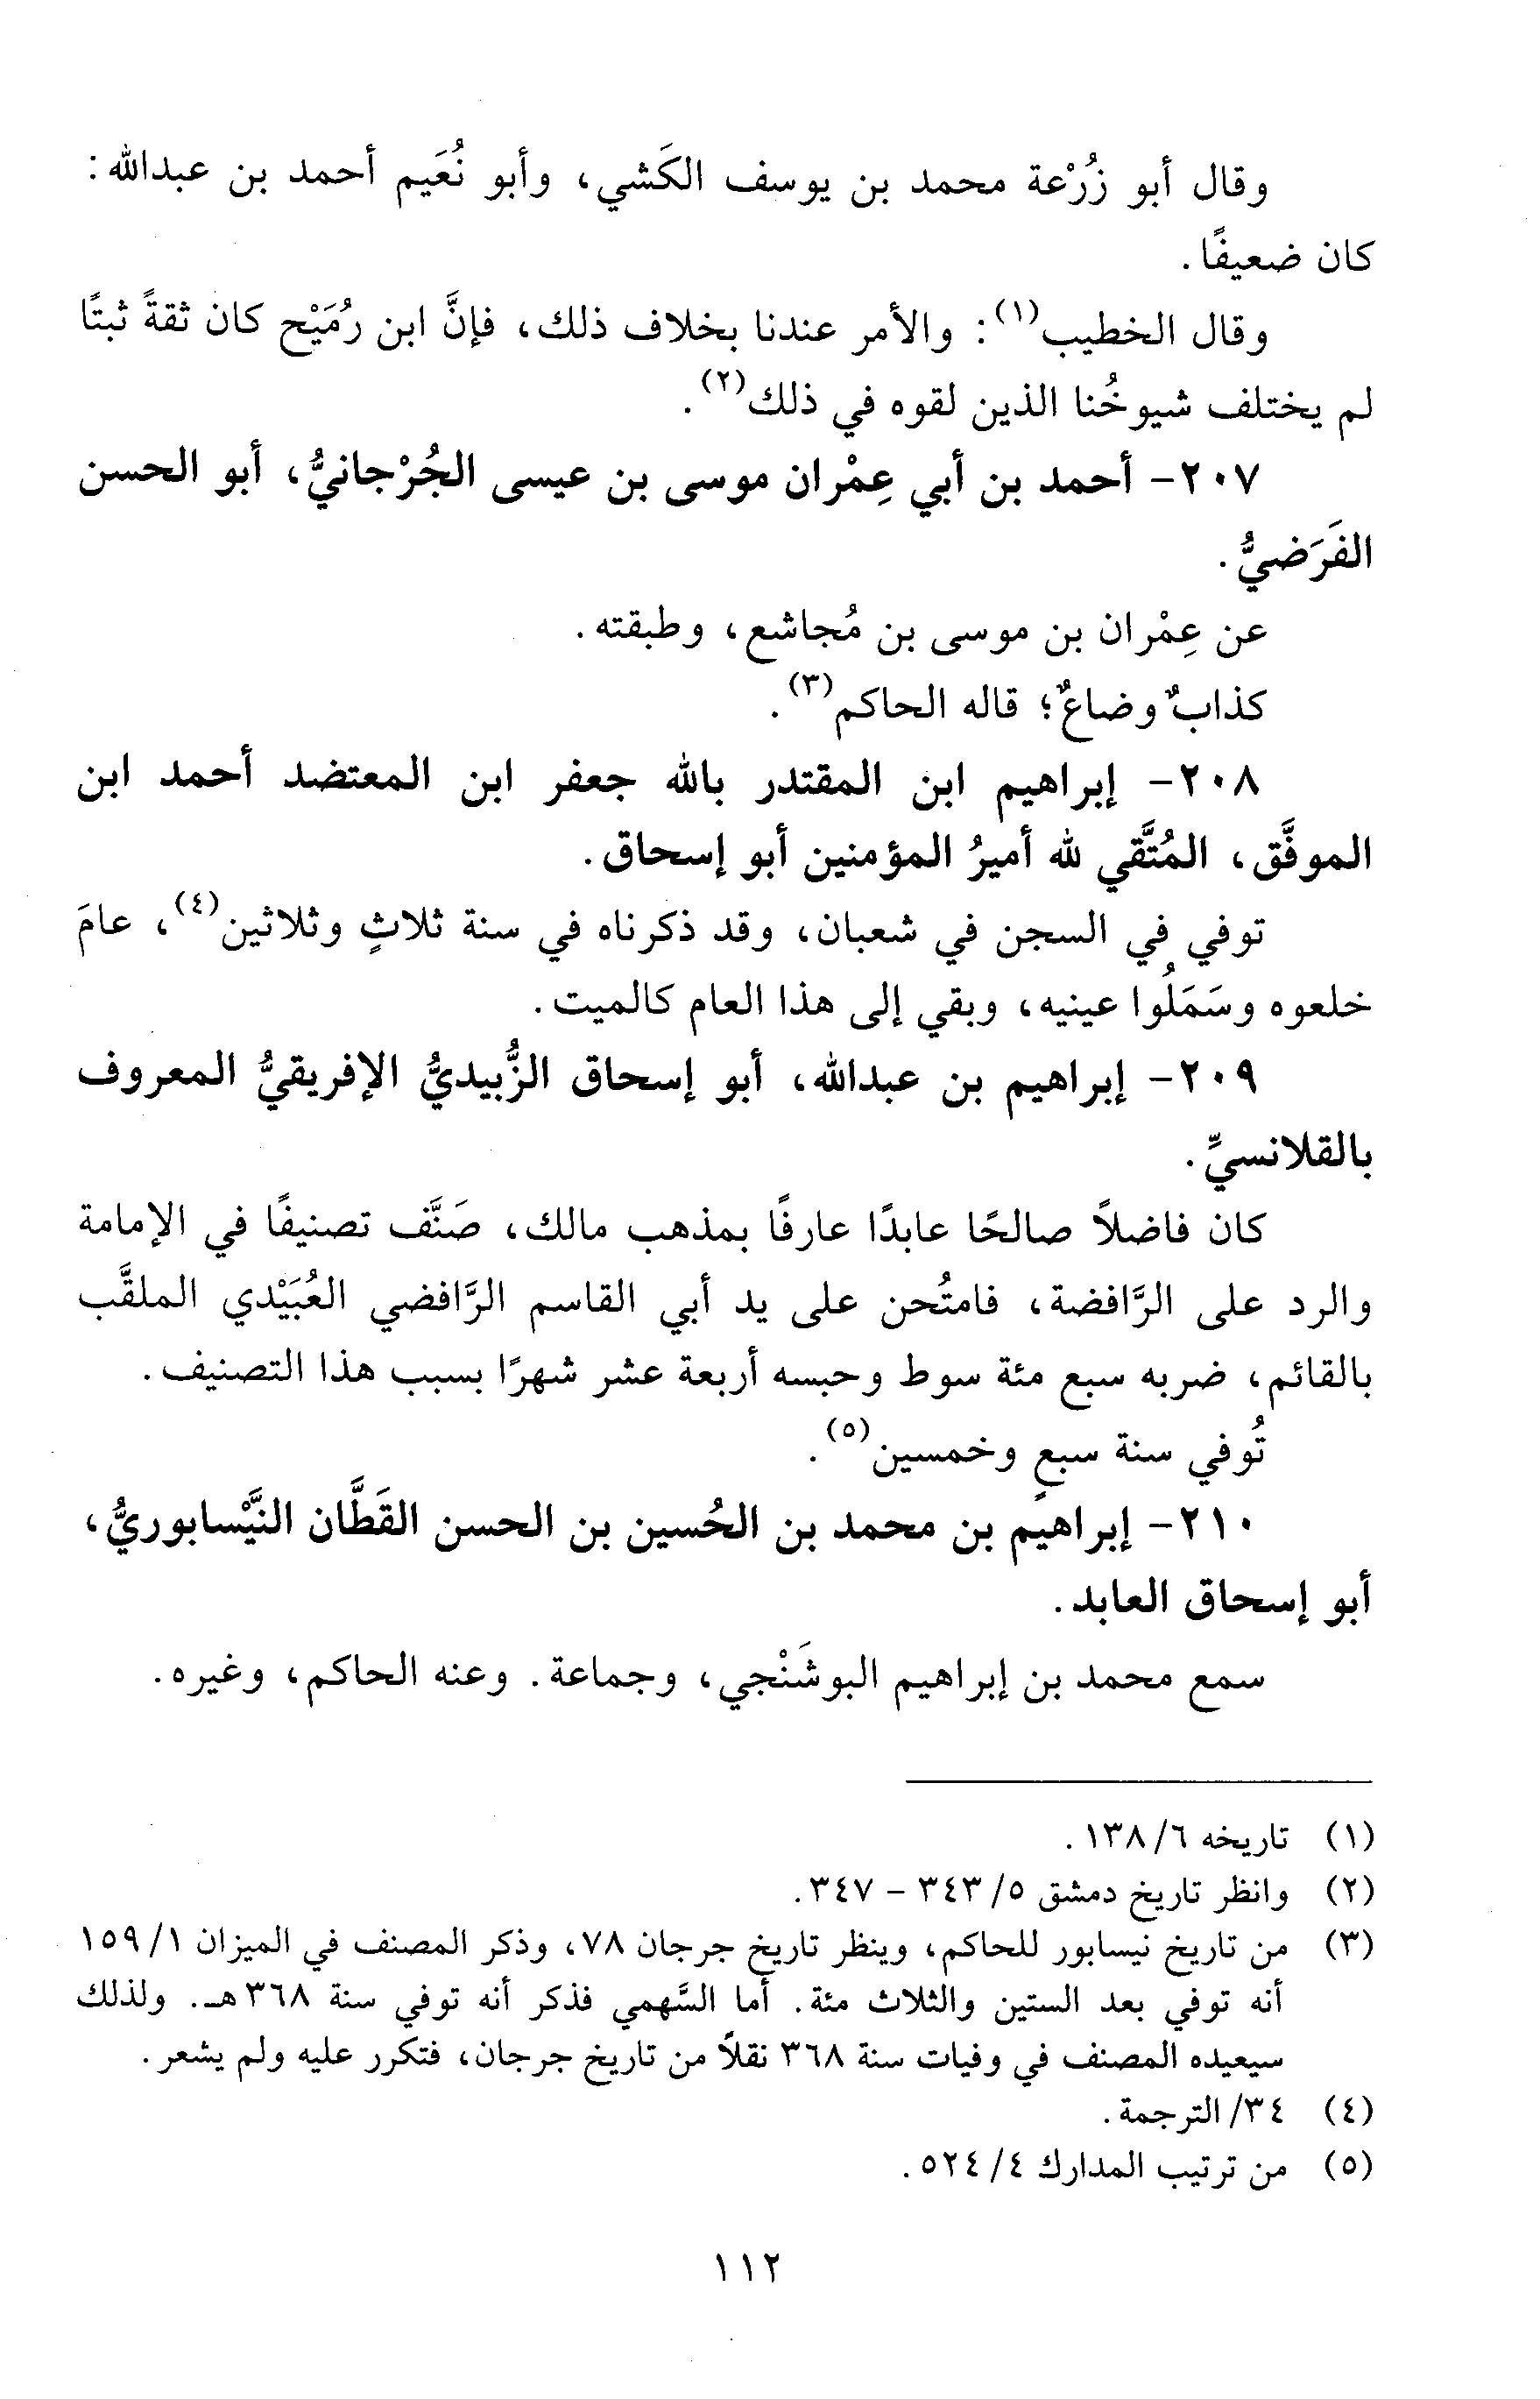 وقال أبو زُرْعة محمد بن يوسف الكَشي، وأبو نُعَيم أحمد بن عبدالله:
كان ضعيفًا.
وقال الخطيب(١): والأمر عندنا بخلاف ذلك، فإنَّ ابن رُمَيْح كان ثقةً ثبتًا
لم يختلف شيوخُنا الذين لقوه في ذلك(٢).
٢٠٧- أحمد بن أبي عِمْران موسى بن عيسى الجُرْجانيُّ، أبو الحسن
الفَرَضيُّ.
عن عِمْران بن موسى بن مُجاشع، وطبقته.
كذابٌ وضاعٌ؛ قاله الحاكم(٣).
٢٠٨- إبراهيم ابن المقتدر بالله جعفر ابن المعتضد أحمد ابن
الموفَّق، المُتَّقي لله أميرُ المؤمنين أبو إسحاق.
توفي في السجن في شعبان، وقد ذكرناه في سنة ثلاثٍ وثلاثين(٤)، عامَ
خلعوه وسَمَلُوا عينيه، وبقي إلى هذا العام كالميت.
٢٠٩- إبراهيم بن عبدالله، أبو إسحاق الزُّبيديُّ الإفريقيُّ المعروف
بالقلانسيِّ.
كان فاضلاً صالحًا عابدًا عارفًا بمذهب مالك، صَنَّف تصنيفًا في الإمامة
والرد على الرَّافضة، فامتُحن على يد أبي القاسم الرَّافضي العُبَيْدي الملقَّب
بالقائم، ضربه سبع مئة سوط وحبسه أربعة عشر شهرًا بسبب هذا التصنيف.
تُوفي سنة سبعٍ وخمسين(٥).
٢١٠- إبراهيم بن محمد بن الحُسين بن الحسن القَطَّان النَّيْسابوريُّ،
أبو إسحاق العابد.
سمع محمد بن إبراهيم البوشَنْجي، وجماعة. وعنه الحاكم، وغيره.
(١) تاريخه ٦/ ١٣٨.
(٢) وانظر تاريخ دمشق ٥/ ٣٤٣ - ٣٤٧.
(٣) من تاريخ نيسابور للحاكم، وينظر تاريخ جرجان ٧٨، وذكر المصنف في الميزان ١/ ١٥٩
أنه توفي بعد الستين والثلاث مئة. أما السَّهمي فذكر أنه توفي سنة ٣٦٨هـ. ولذلك
سيعيده المصنف في وفيات سنة ٣٦٨ نقلاً من تاريخ جرجان، فتكرر عليه ولم يشعر.
(٤) ٣٤/ الترجمة.
(٥) من ترتيب المدارك ٤/ ٥٢٤.
١١٢